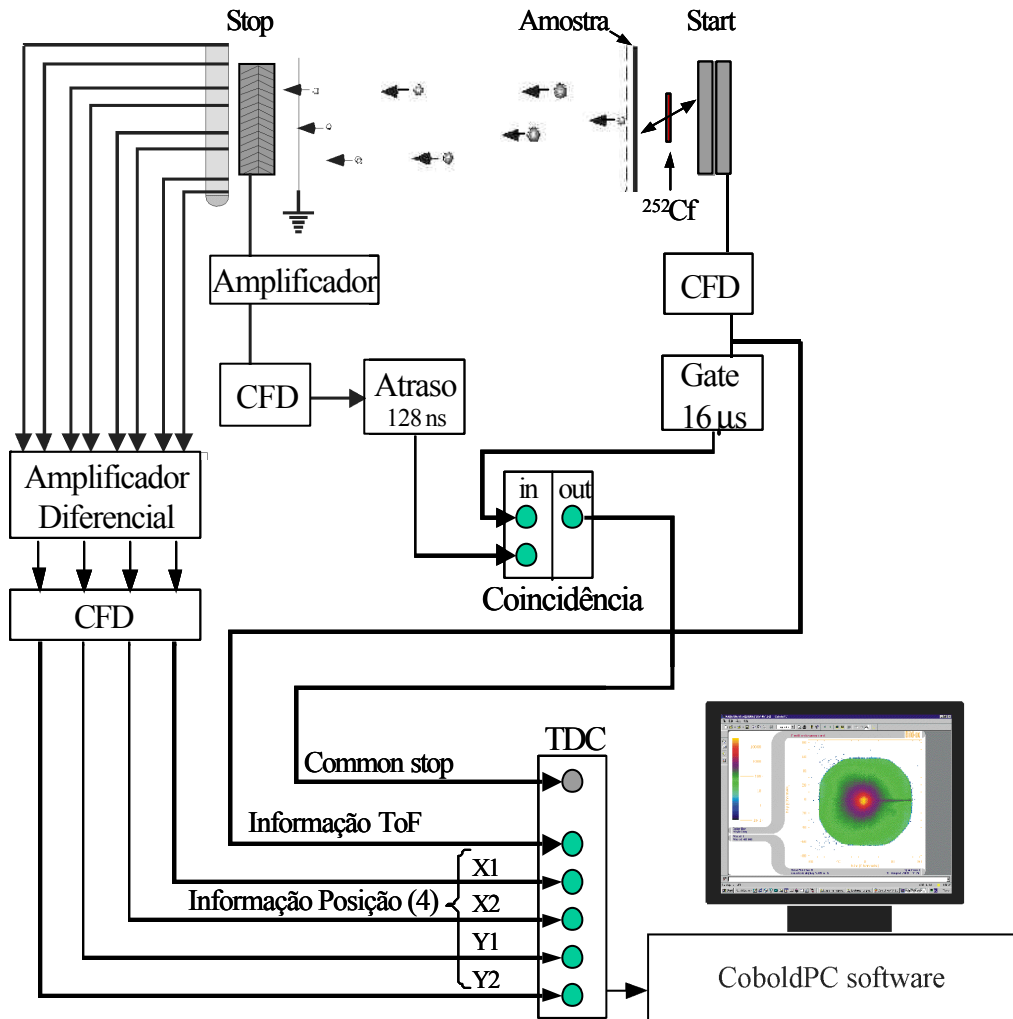 Stop
Amostra
Start
²⁵²Cf
Amplificador
CFD
CFD
Atraso
128 ns
Gate
16 μs
Amplificador
Diferencial
in
out
Coincidência
CFD
TDC
Common stop
Informação ToF
X1
Informação Posição (4)
X2
Y1
Y2
CoboldPC software